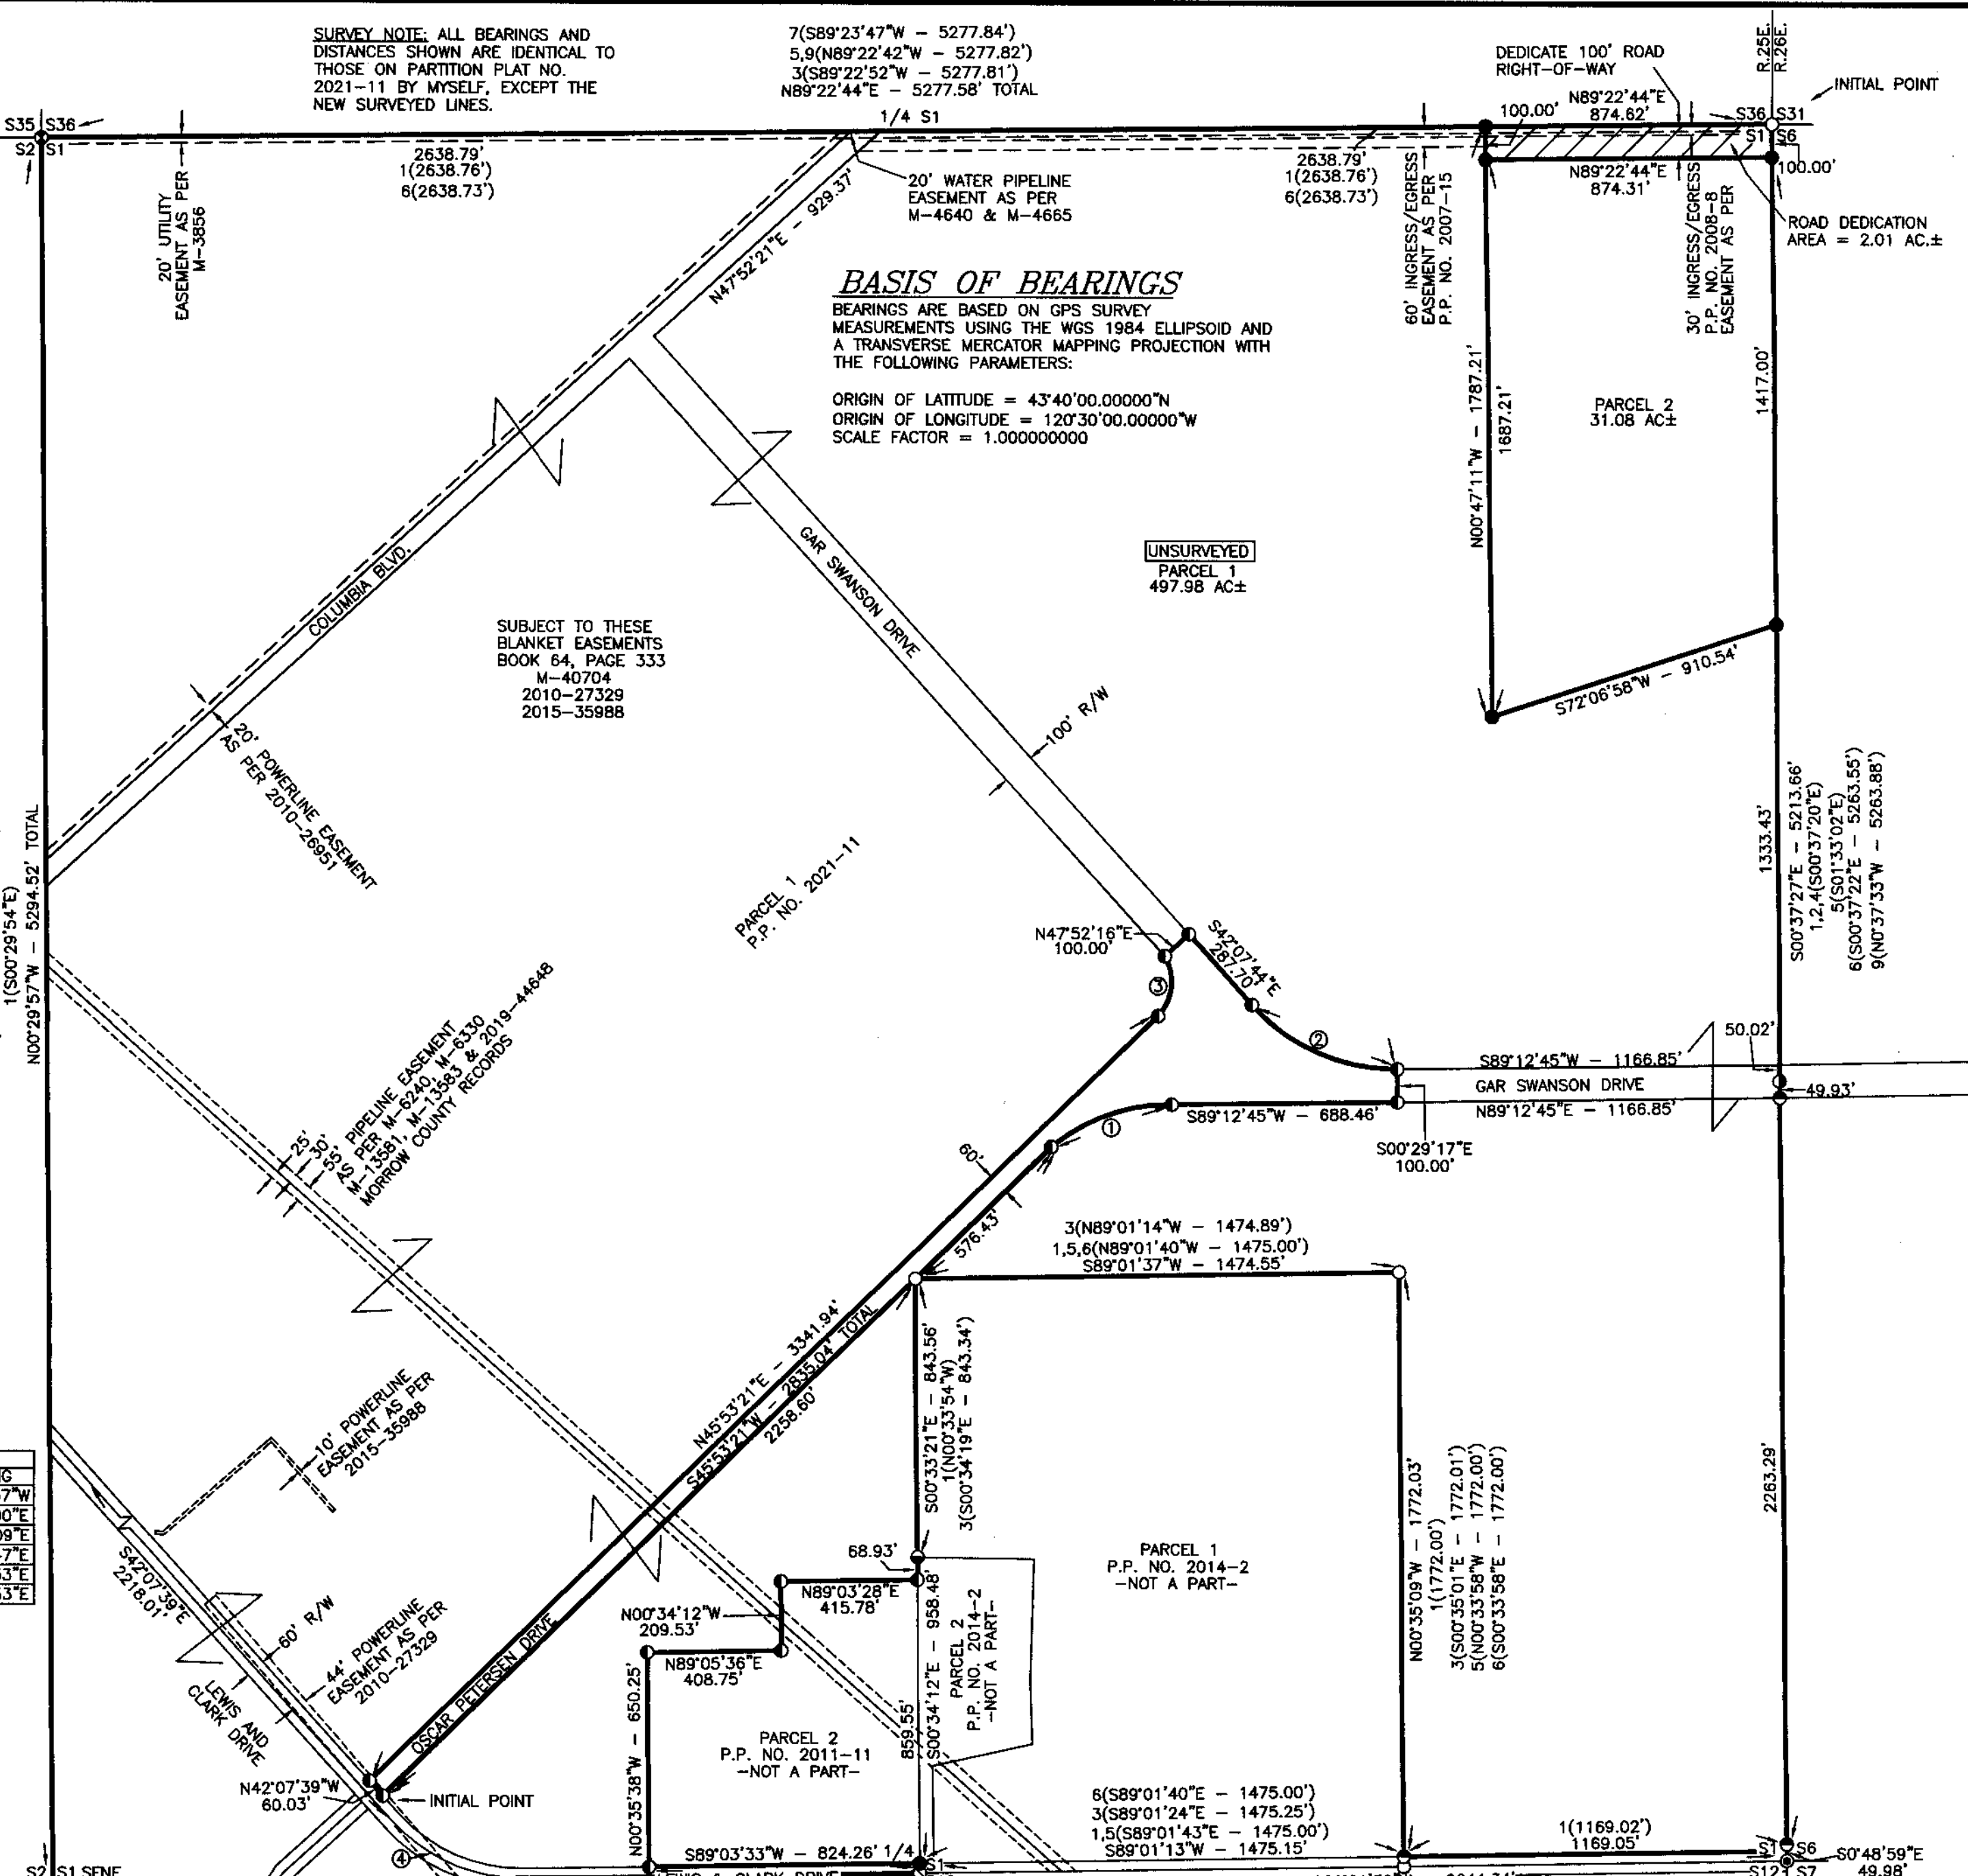 SURVEY NOTE: ALL BEARINGS AND
DISTANCES SHOWN ARE IDENTICAL TO
THOSE ON PARTITION PLAT NO.
2021-11 BY MYSELF, EXCEPT THE
NEW SURVEYED LINES.
7(S89°23'47"W - 5277.84')
5,9(N89°22'42"W - 5277.82')
3(S89°22'52"W - 5277.81')
N89°22'44"E - 5277.58' TOTAL
1/4 S1
DEDICATE 100' ROAD
RIGHT-OF-WAY
R.25E.
R.26E.
INITIAL POINT
100.00'
N89°22'44"E
874.62'
S36 S31
S1 S6
S35 S36
S2 S1
2638.79'
1(2638.76')
6(2638.73')
2638.79'
1(2638.76')
6(2638.73')
N89°22'44"E
874.31'
100.00'
ROAD DEDICATION
AREA = 2.01 AC.±
20' UTILITY
EASEMENT AS PER
M-3856
20' WATER PIPELINE
EASEMENT AS PER
M-4640 & M-4665
60' INGRESS/EGRESS
EASEMENT AS PER
P.P. NO. 2007-15
30' INGRESS/EGRESS
P.P. NO. 2008-8
EASEMENT AS PER
N47°52'21"E - 929.37'
BASIS OF BEARINGS
BEARINGS ARE BASED ON GPS SURVEY
MEASUREMENTS USING THE WGS 1984 ELLIPSOID AND
A TRANSVERSE MERCATOR MAPPING PROJECTION WITH
THE FOLLOWING PARAMETERS:
ORIGIN OF LATITUDE = 43°40'00.00000"N
ORIGIN OF LONGITUDE = 120°30'00.00000"W
SCALE FACTOR = 1.000000000
N00°47'11"W - 1787.21'
1687.21'
1417.00'
PARCEL 2
31.08 AC±
UNSURVEYED
PARCEL 1
497.98 AC±
S72°06'58"W - 910.54'
COLUMBIA BLVD.
GAR SWANSON DRIVE
SUBJECT TO THESE
BLANKET EASEMENTS
BOOK 64, PAGE 333
M-40704
2010-27329
2015-35988
100' R/W
20' POWERLINE EASEMENT
AS PER 2010-26951
1(S00°29'54"E)
N00°29'57"W - 5294.52' TOTAL
PARCEL 1
P.P. NO. 2021-11
1333.43'
S00°37'27"E - 5213.66'
1,2,4(S00°37'20"E)
5(S01°33'02"E)
6(S00°37'22"E - 5263.55')
9(N0°37'33"W - 5263.88')
N47°52'16"E
100.00'
S42°07'44"E
287.70'
3
2
50.02'
S89°12'45"W - 1166.85'
GAR SWANSON DRIVE
49.93'
N89°12'45"E - 1166.85'
S89°12'45"W - 688.46'
1
S00°29'17"E
100.00'
25'
30'
55' PIPELINE EASEMENT
AS PER M-6240, M-6330
M-13581, M-13583 & 2019-44648
MORROW COUNTY RECORDS
60'
576.43'
3(N89°01'14"W - 1474.89')
1,5,6(N89°01'40"W - 1475.00')
S89°01'37"W - 1474.55'
N45°53'21"E - 3341.94'
S45°53'21"W - 2835.04' TOTAL
2258.60'
S00°33'21"E - 843.56'
1(N00°33'54"W)
3(S00°34'19"E - 843.34')
10' POWERLINE
EASEMENT AS PER
2015-35988
G
7"W
00"E
09"E
47"E
53"E
53"E
S42°07'39"E
2218.01'
60' R/W
44' POWERLINE
EASEMENT AS PER
2010-27329
LEWIS AND
CLARK DRIVE
OSCAR PETERSEN DRIVE
68.93'
N89°03'28"E
415.78'
N00°34'12"W
209.53'
N89°05'36"E
408.75'
N00°35'38"W - 650.25'
PARCEL 2
P.P. NO. 2011-11
-NOT A PART-
859.55'
S00°34'12"E - 958.48'
PARCEL 2
P.P. NO. 2014-2
-NOT A PART-
PARCEL 1
P.P. NO. 2014-2
-NOT A PART-
N00°35'09"W - 1772.03'
1(1772.00')
3(S00°35'01"E - 1772.01')
5(N00°33'58"W - 1772.00')
6(S00°33'58"E - 1772.00')
2263.29'
N42°07'39"W
60.03'
INITIAL POINT
4
S89°03'33"W - 824.26'
1/4
S1
6(S89°01'40"E - 1475.00')
3(S89°01'24"E - 1475.25')
1,5(S89°01'43"E - 1475.00')
S89°01'13"W - 1475.15'
1(1169.02')
1169.05'
S1 S6
S12 S7
S0°48'59"E
49.98'
S2 S1